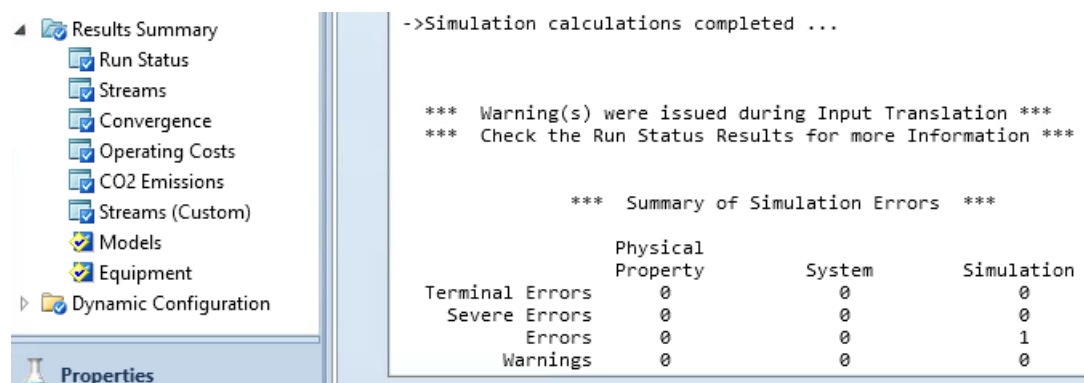 Results Summary
Run Status
Streams
Convergence
Operating Costs
CO2 Emissions
Streams (Custom)
Models
Equipment
Dynamic Configuration
Properties
->Simulation calculations completed ...
*** Warning(s) were issued during Input Translation ***
*** Check the Run Status Results for more Information ***
*** Summary of Simulation Errors ***
Physical
Property System Simulation
Terminal Errors 0 0 0
Severe Errors 0 0 0
Errors 0 0 1
Warnings 0 0 0